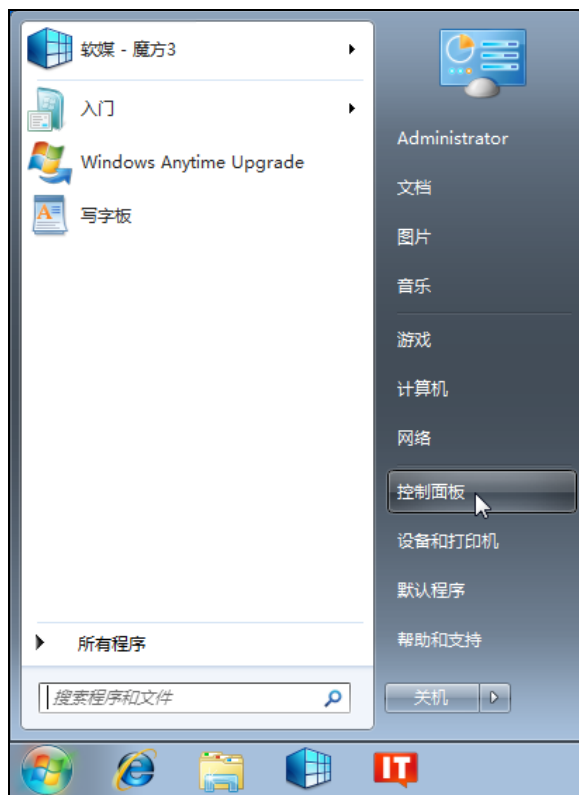 软媒 - 魔方3
入门
Windows Anytime Upgrade
写字板
所有程序
搜索程序和文件
Administrator
文档
图片
音乐
游戏
计算机
网络
控制面板
设备和打印机
默认程序
帮助和支持
关机
IT